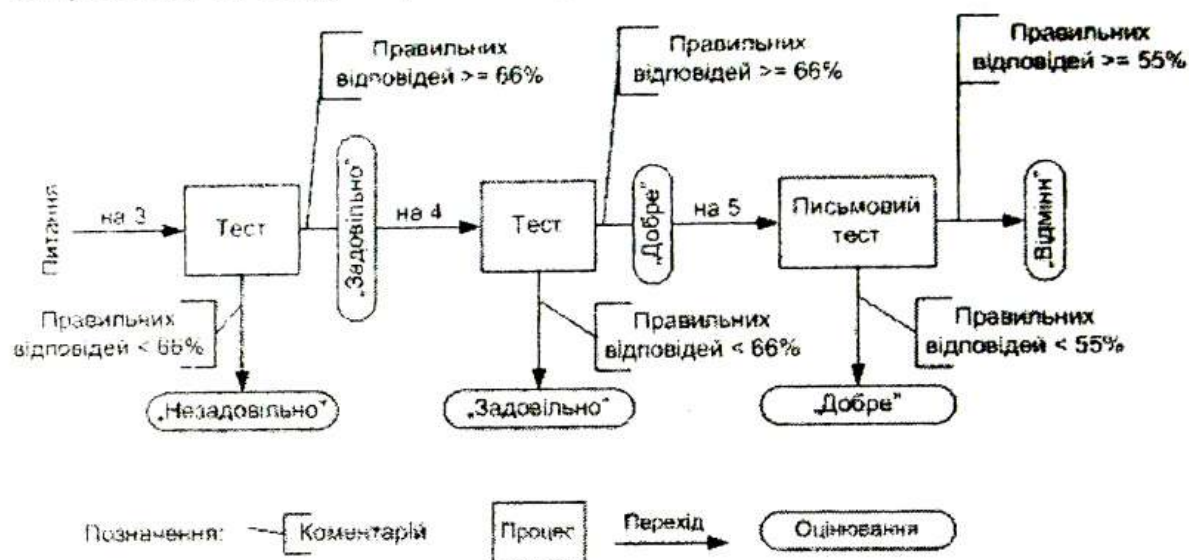 Правильних
відповідей >= 66%
Правильних
відповідей >= 66%
Правильних
відповідей >= 55%
Питання
на 3
Тест
„Задовільно"
на 4
Тест
„Добре"
на 5
Письмовий
тест
„Відмінн"
Правильних
відповідей < 66%
Правильних
відповідей < 66%
Правильних
відповідей < 55%
„Незадовільно"
„Задовільно"
„Добре"
Позначення:
Коментарій
Процес
Перехід
Оцінювання